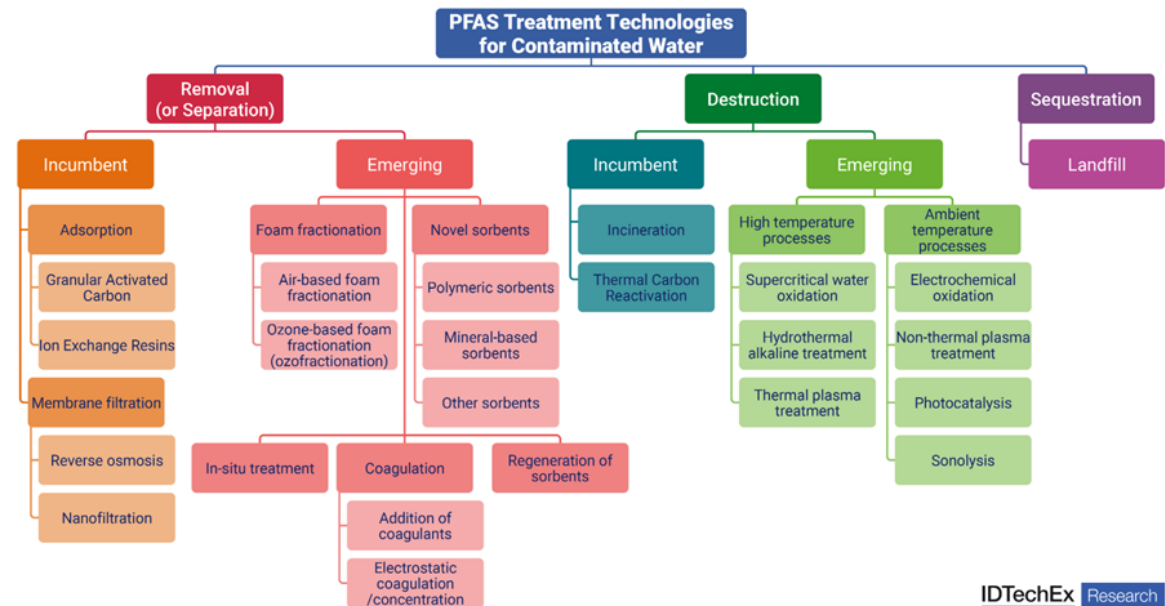 PFAS Treatment Technologies
for Contaminated Water
Removal
(or Separation)
Destruction
Sequestration
Incumbent
Emerging
Incumbent
Emerging
Landfill
Adsorption
Granular Activated
Carbon
Ion Exchange Resins
Membrane filtration
Reverse osmosis
Nanofiltration
Foam fractionation
Air-based foam
fractionation
Ozone-based foam
fractionation
(ozofractionation)
Novel sorbents
Polymeric sorbents
Mineral-based
sorbents
Other sorbents
In-situ treatment
Coagulation
Addition of
coagulants
Electrostatic
coagulation
/concentration
Regeneration of
sorbents
Incineration
Thermal Carbon
Reactivation
High temperature
processes
Supercritical water
oxidation
Hydrothermal
alkaline treatment
Thermal plasma
treatment
Ambient
temperature
processes
Electrochemical
oxidation
Non-thermal plasma
treatment
Photocatalysis
Sonolysis
IDTechEx Research